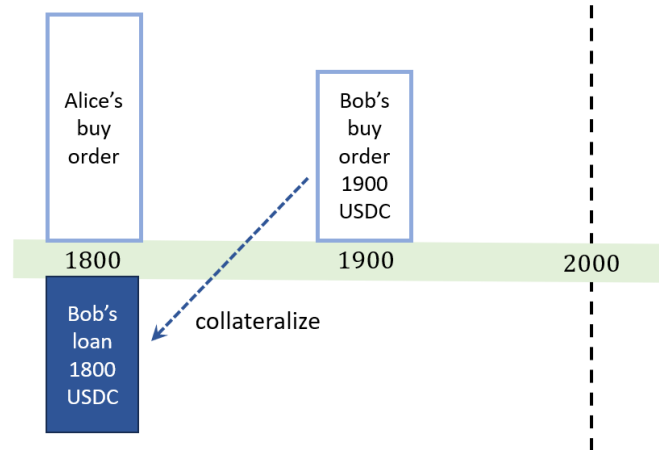 Alice's
buy
order
Bob's
buy
order
1900
USDC
1800
1900
2000
Bob's
loan
1800
USDC
collateralize